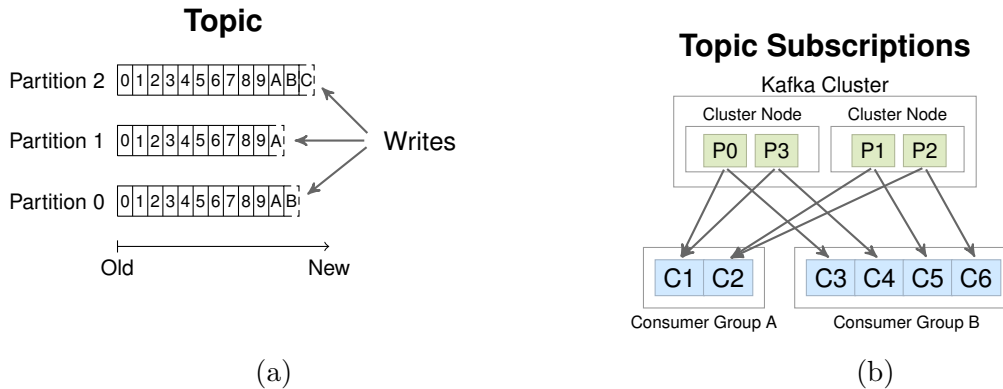 Topic
Partition 2 0 1 2 3 4 5 6 7 8 9 A B C
Partition 1 0 1 2 3 4 5 6 7 8 9 A
Writes
Partition 0 0 1 2 3 4 5 6 7 8 9 A B
Old New
(a)
Topic Subscriptions
Kafka Cluster
Cluster Node Cluster Node
P0 P3 P1 P2
C1 C2 C3 C4 C5 C6
Consumer Group A Consumer Group B
(b)